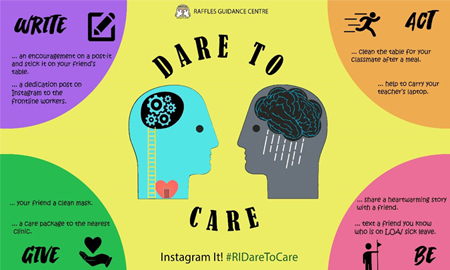 RAFFLES GUIDANCE CENTRE
WRITE
... an encouragement on a post-it
and stick it on your friend's
table.
... a dedication post on
Instagram to the
frontline workers.
ACT
... clean the table for your
classmate after a meal.
... help to carry your
teacher's laptop.
DARE TO
CARE
... your friend a clean mask.
... a care package to the nearest
clinic.
GIVE
... share a heartwarming story
with a friend.
... text a friend you know
who is on LOA/ sick leave.
BE
Instagram It! #RIDareToCare